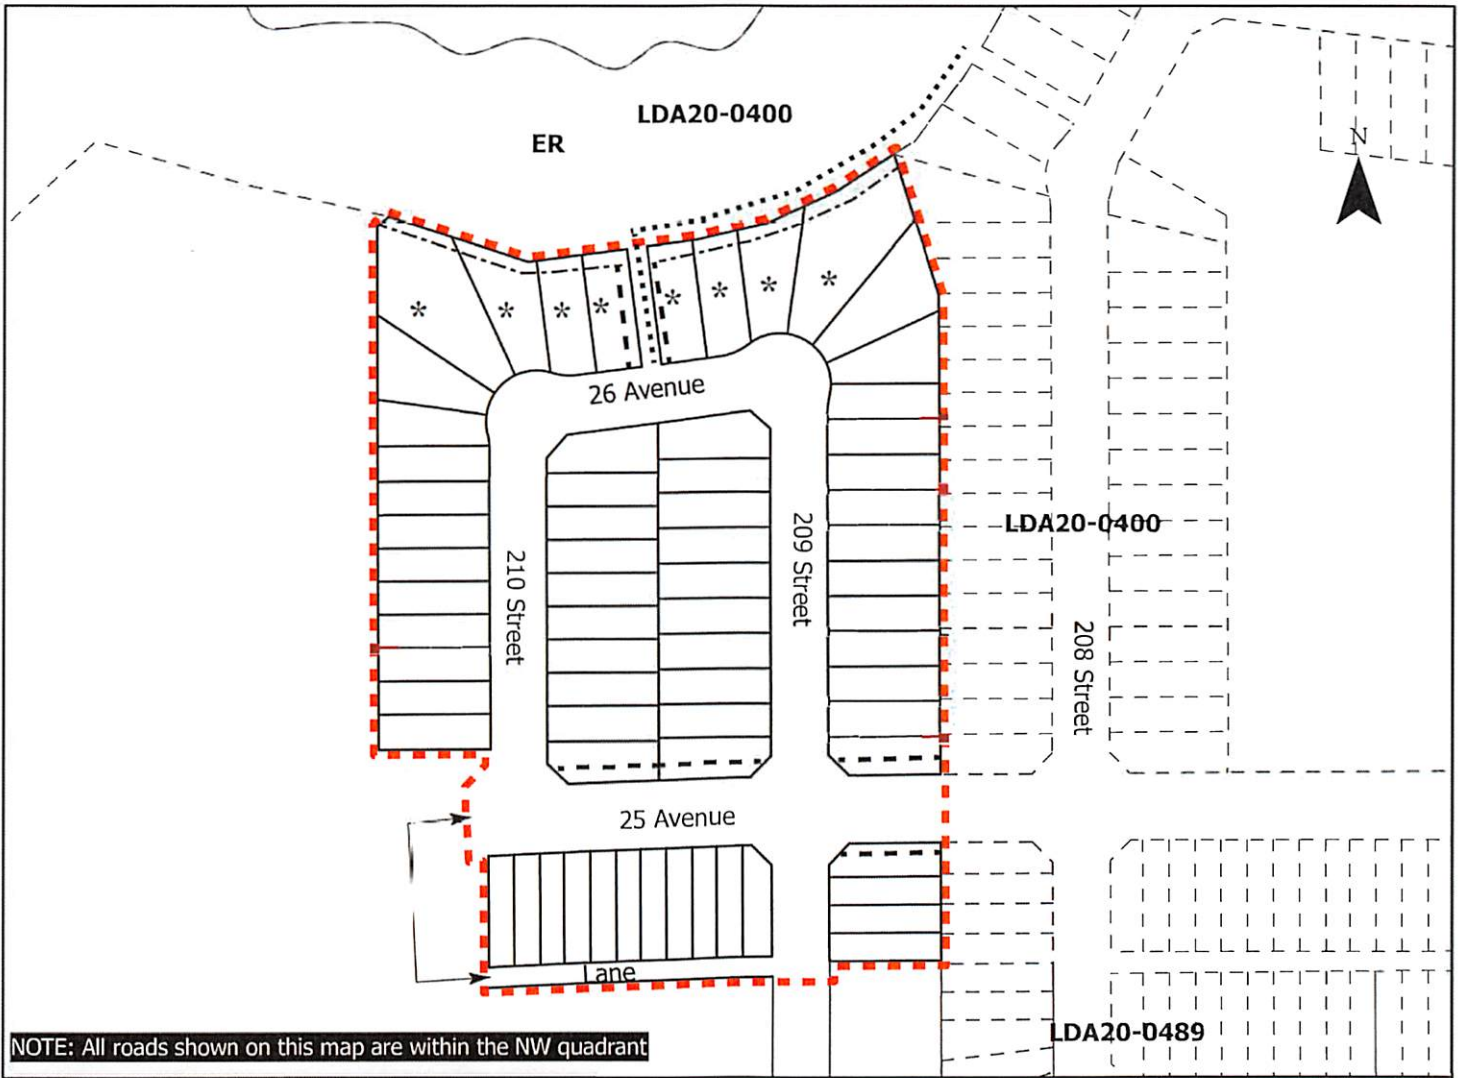 LDA20-0400
ER
N
* * * * * * * *
26 Avenue
LDA20-0400
209 Street
210 Street
208 Street
25 Avenue
Lane
LDA20-0489
NOTE: All roads shown on this map are within the NW quadrant